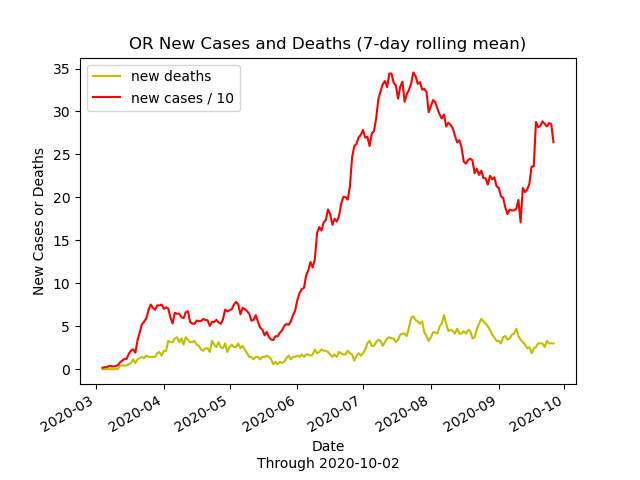 OR New Cases and Deaths (7-day rolling mean)
new deaths
new cases / 10
35
30
25
20
15
10
5
0
New Cases or Deaths
2020-03
2020-04
2020-05
2020-06
2020-07
2020-08
2020-09
2020-10
Date
Through 2020-10-02